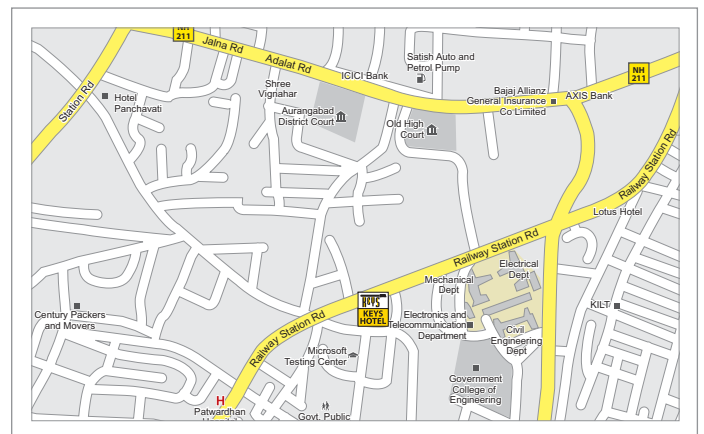 NH
211
Jalna Rd
Adalat Rd
Satish Auto and
Petrol Pump
NH
211
ICICI Bank
Shree
Vignahar
Bajaj Allianz
General Insurance
Co Limited
AXIS Bank
Station Rd
Hotel
Panchavati
Aurangabad
District Court
Old High
Court
Railway Station Rd
Lotus Hotel
Railway Station Rd
Electrical
Dept
Mechanical
Dept
KEYS
KEYS
HOTEL
KILT
Century Packers
and Movers
Railway Station Rd
Electronics and
Telecommunication
Department
Civil
Engineering
Dept
Microsoft
Testing Center
Government
College of
Engineering
H
Patwardhan
Govt. Public